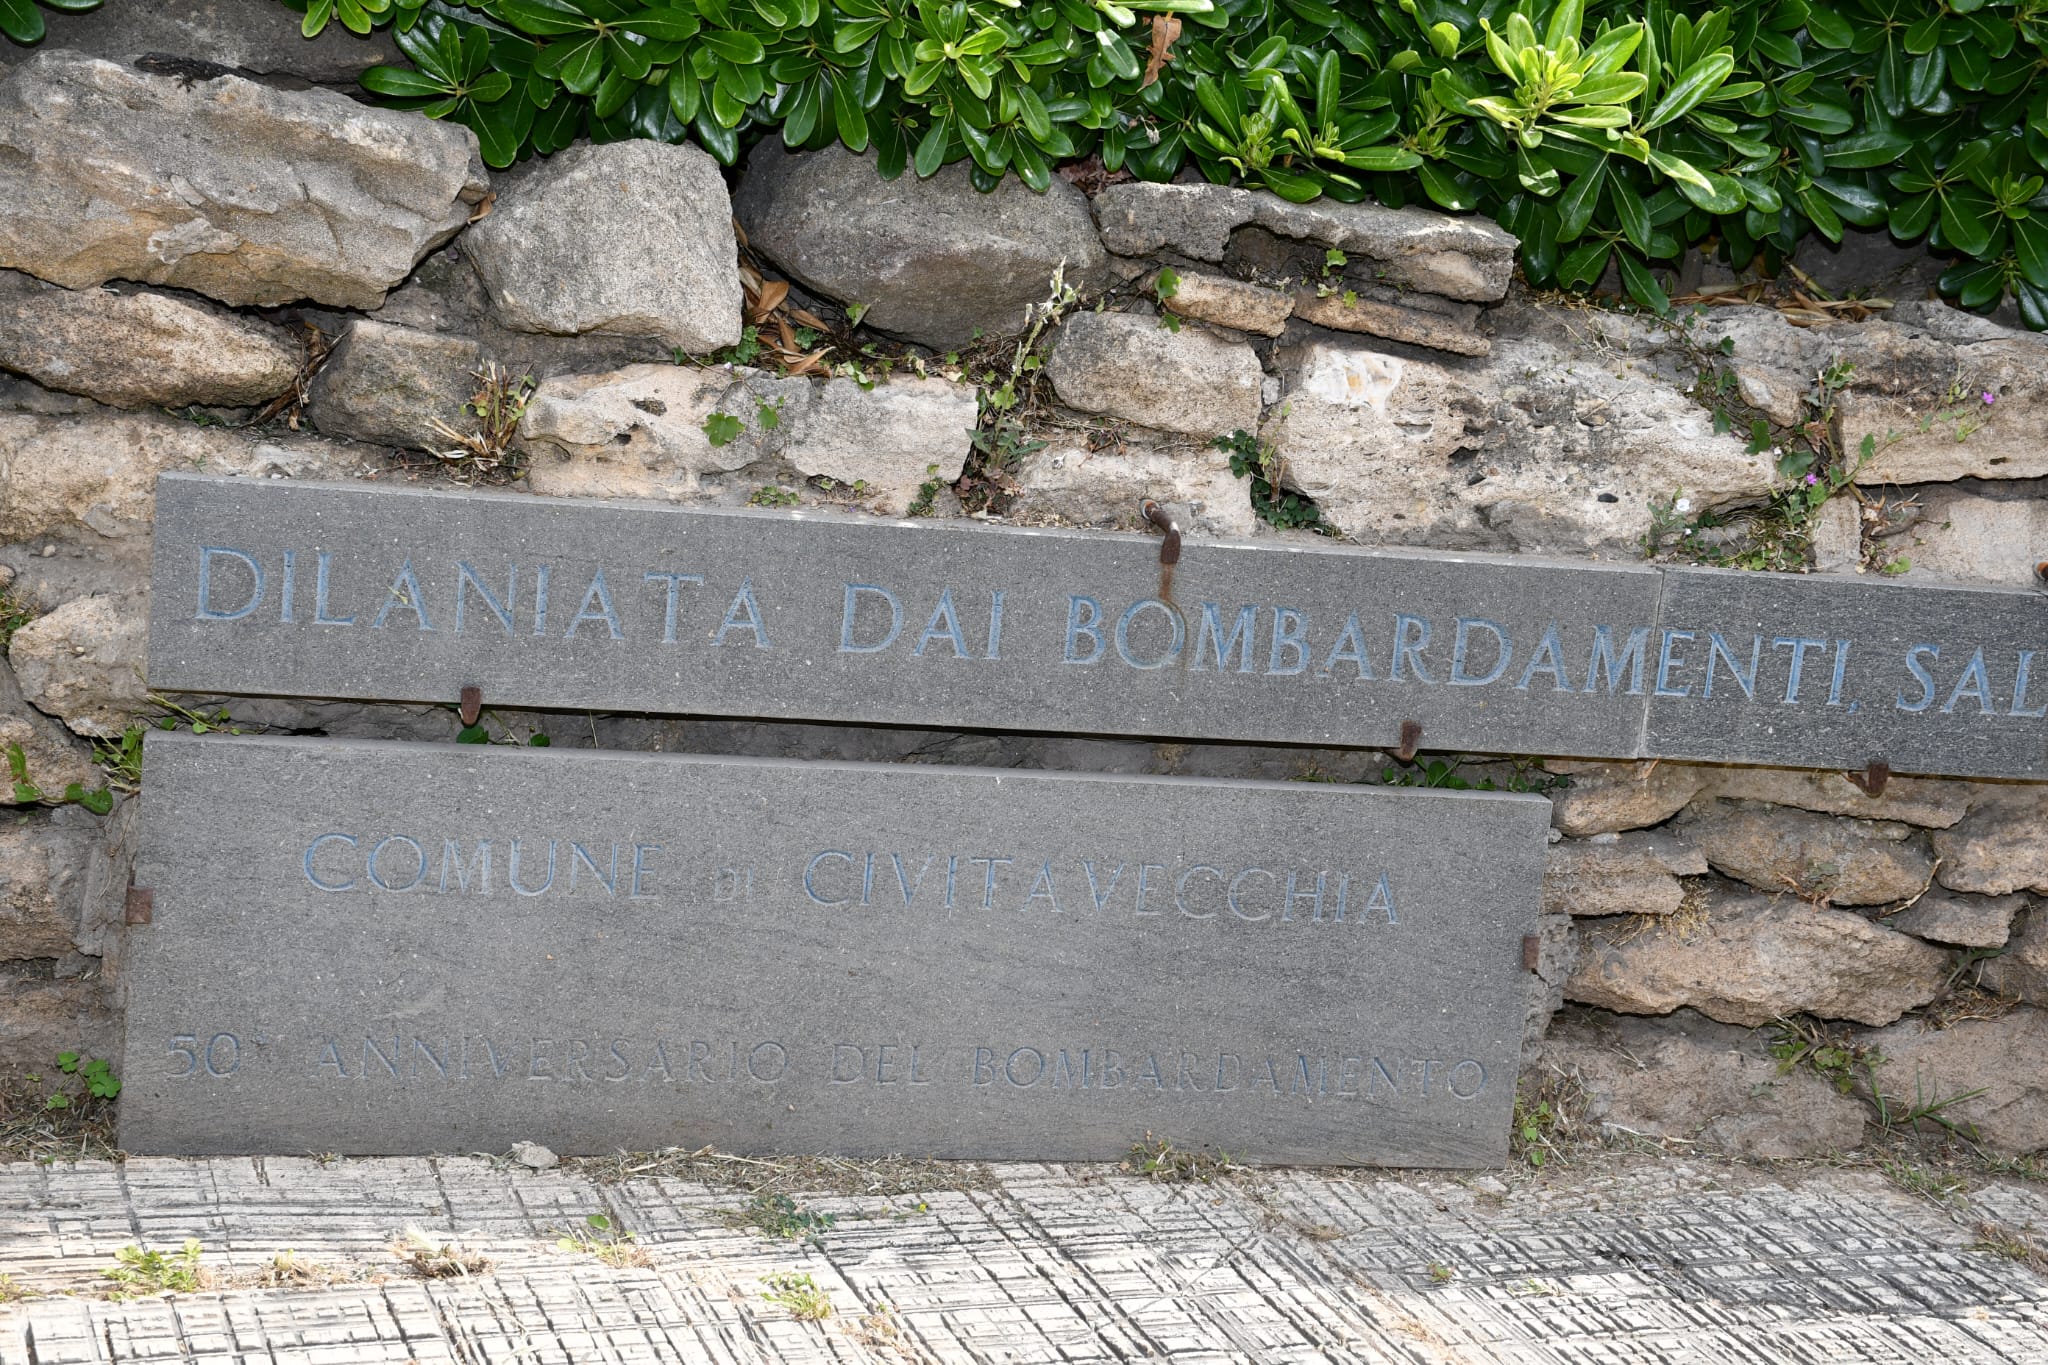 DILANIATA DAI BOMBARDAMENTI, SAL
COMUNE DI CIVITAVECCHIA
50° ANNIVERSARIO DEL BOMBARDAMENTO